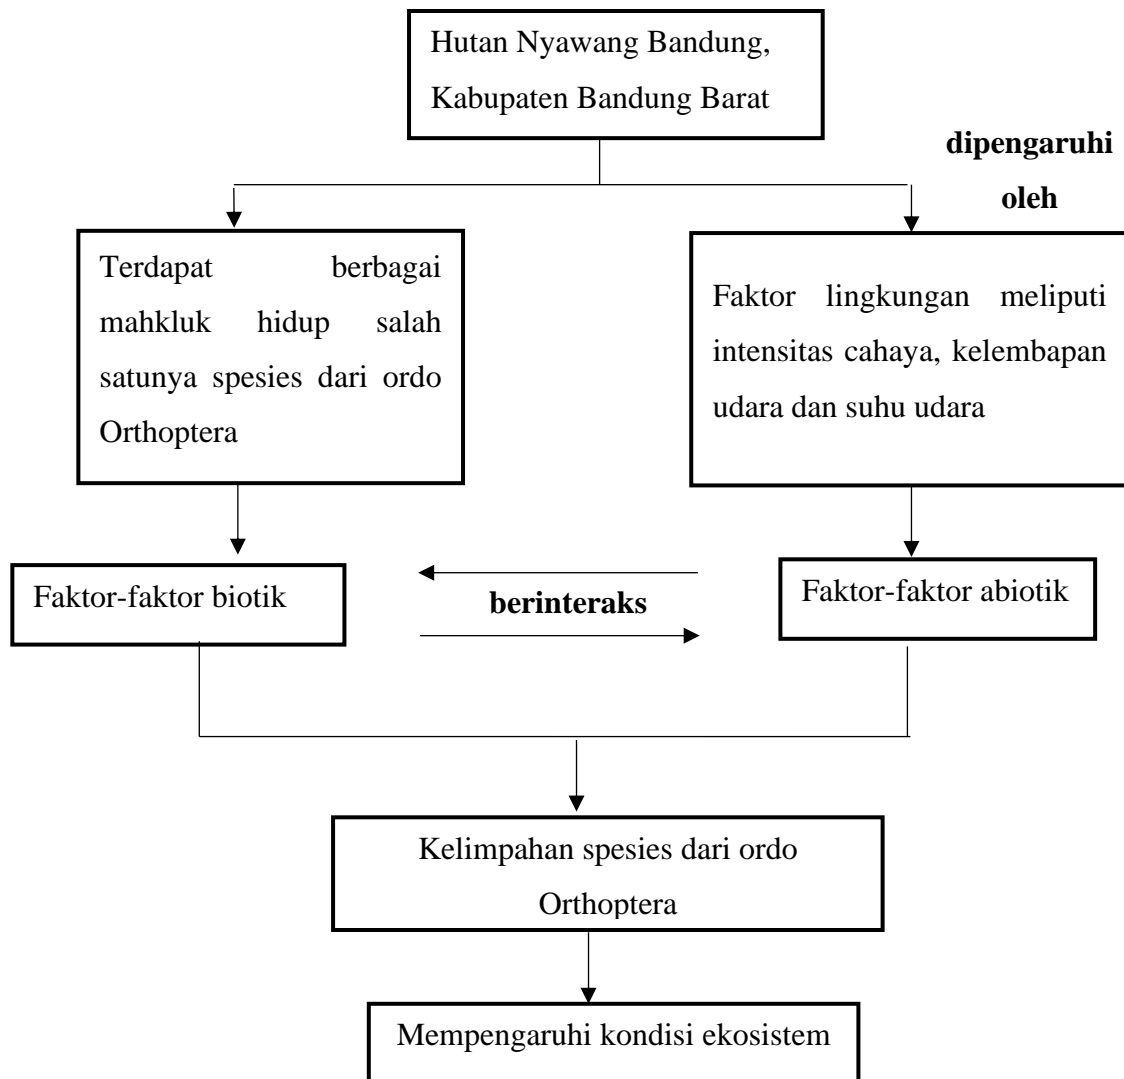 Hutan Nyawang Bandung,
Kabupaten Bandung Barat
dipengaruhi
oleh
Terdapat berbagai
mahkluk hidup salah
satunya spesies dari ordo
Orthoptera
Faktor lingkungan meliputi
intensitas cahaya, kelembapan
udara dan suhu udara
Faktor-faktor biotik
berinteraks
Faktor-faktor abiotik
Kelimpahan spesies dari ordo
Orthoptera
Mempengaruhi kondisi ekosistem